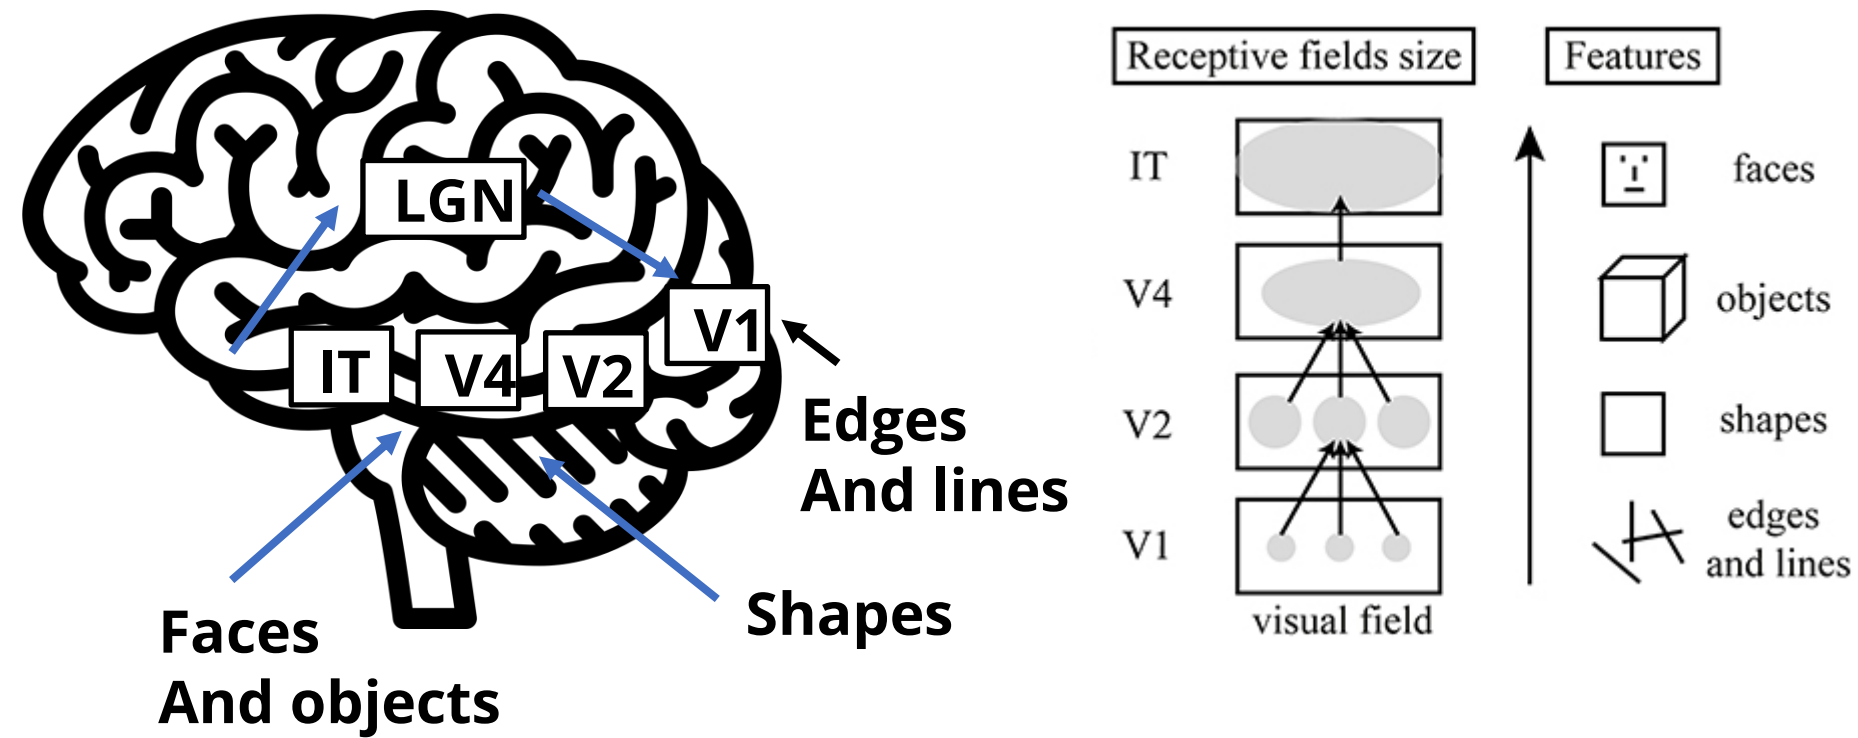 LGN
IT
V4
V2
V1
Edges
And lines
Shapes
Faces
And objects
Receptive fields size
Features
IT
faces
V4
objects
V2
shapes
V1
edges
and lines
visual field